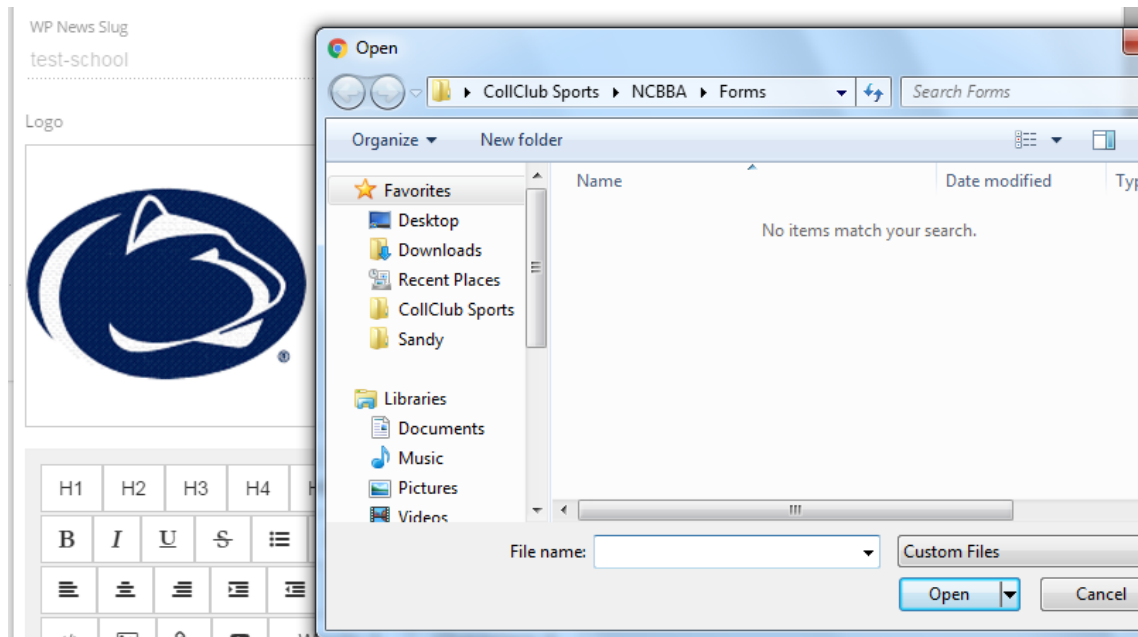 WP News Slug
test-school
Logo
®
H1 H2 H3 H4
B I U S
Open
CollClub Sports NCBBA Forms
Search Forms
Organize New folder
Favorites
Desktop
Downloads
Recent Places
CollClub Sports
Sandy
Libraries
Documents
Music
Pictures
Videos
Name Date modified
No items match your search.
File name: Custom Files
Open Cancel